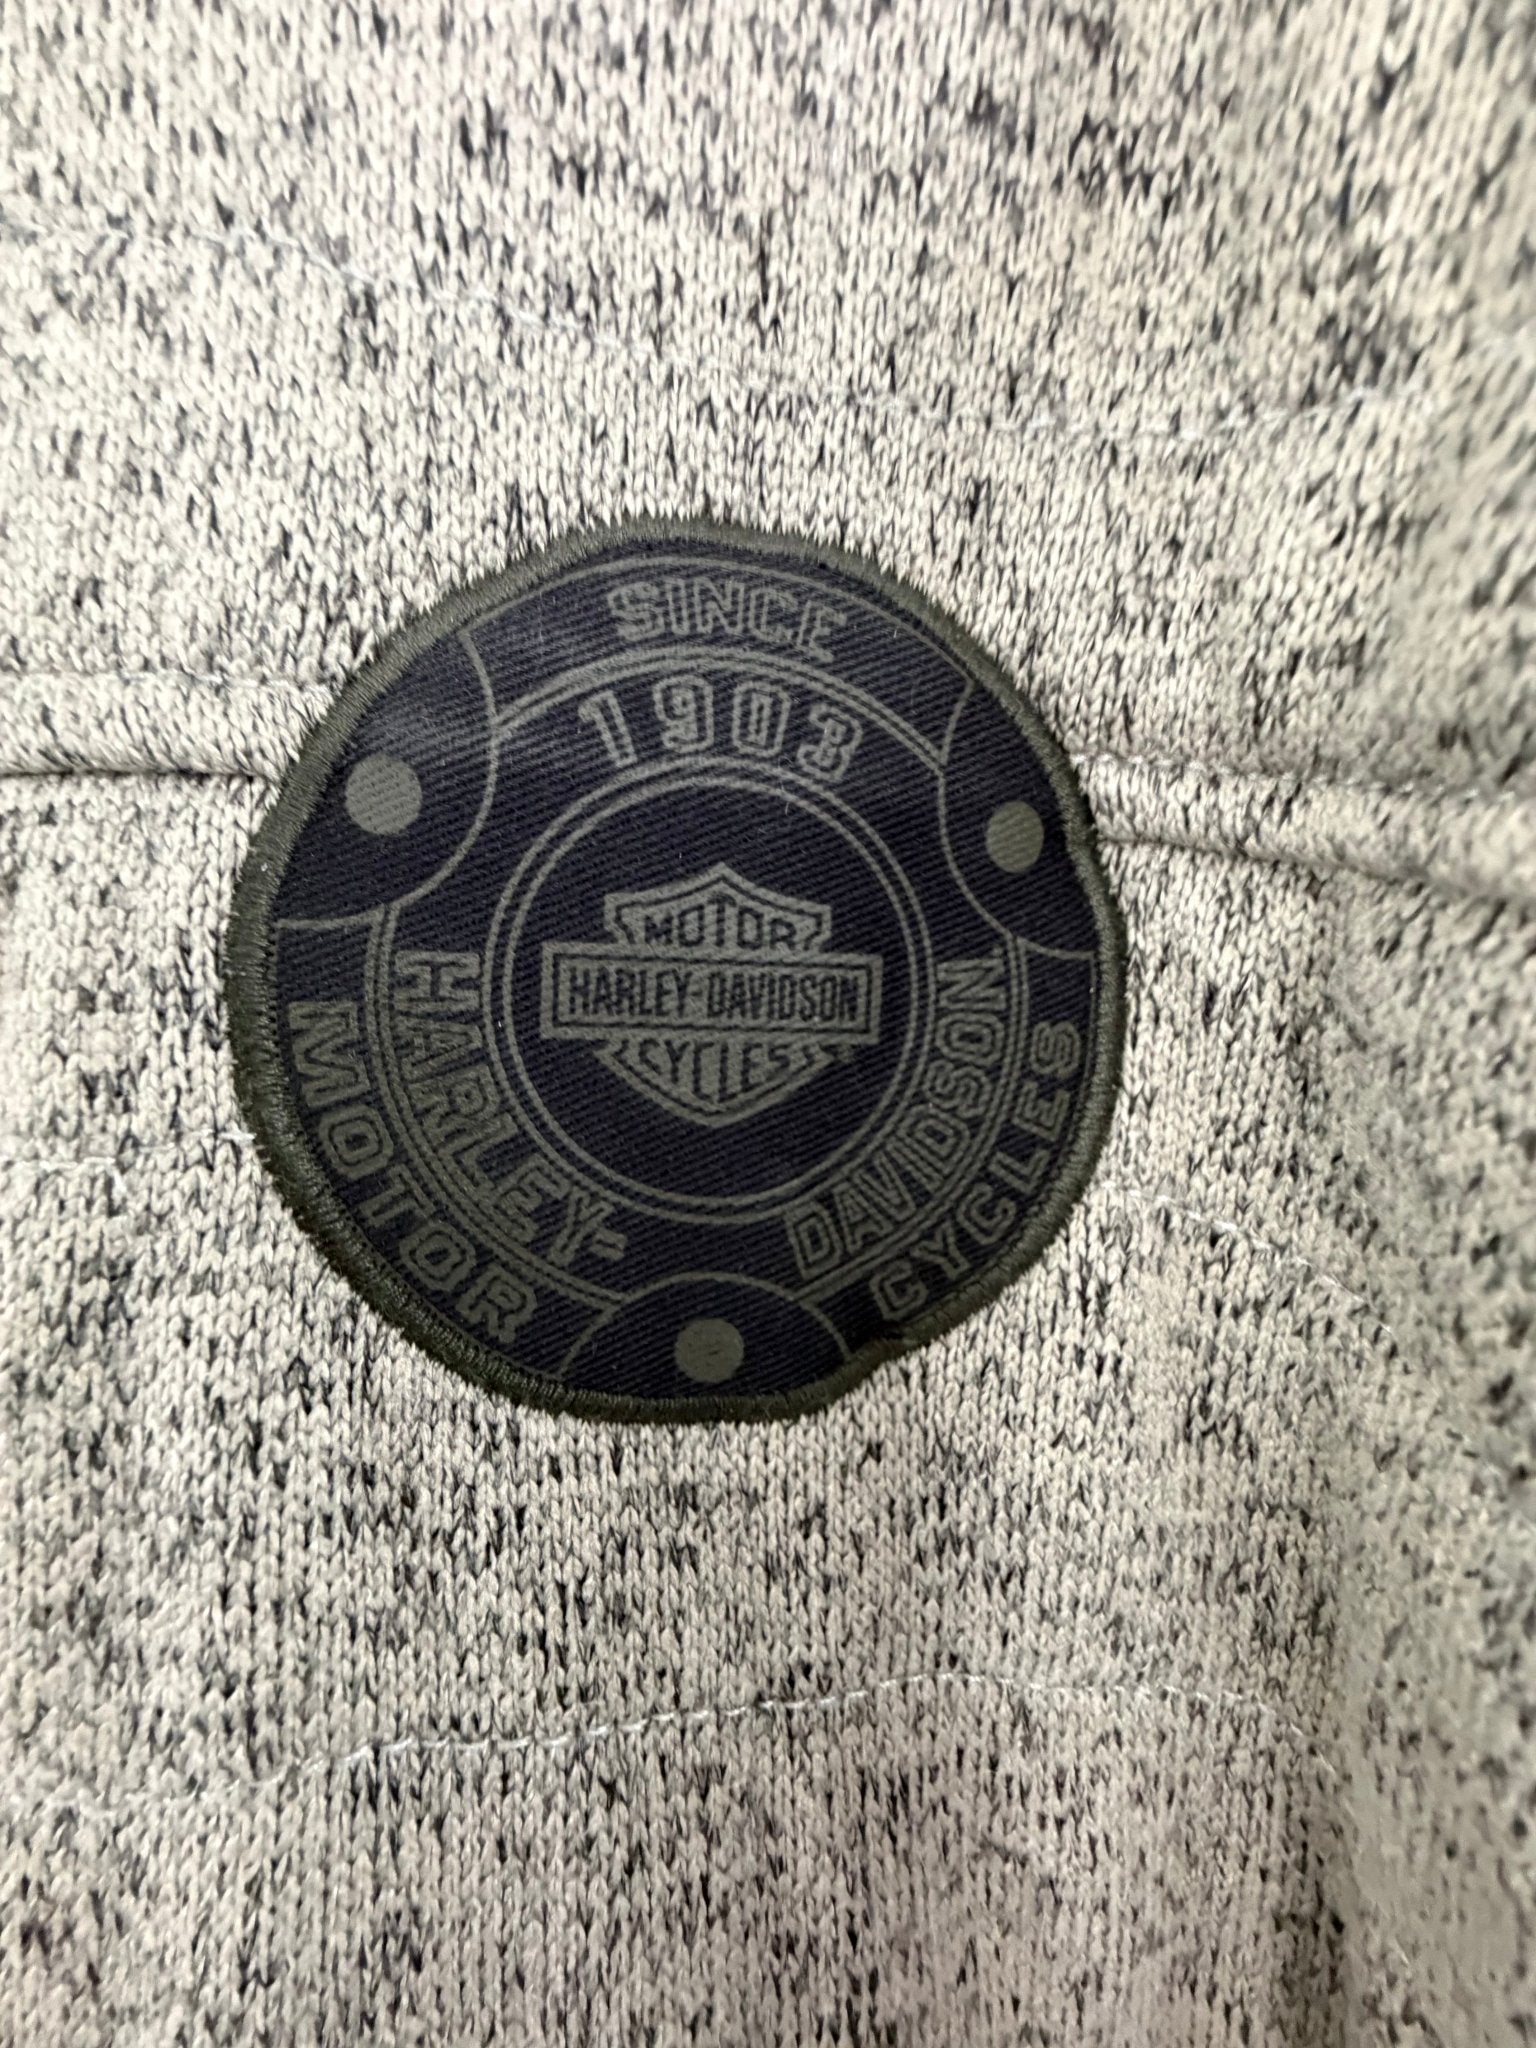 SINCE
1903
MOTOR
HARLEY-DAVIDSON
CYCLES
HARLEY-
DAVIDSON
MOTOR
CYCLES